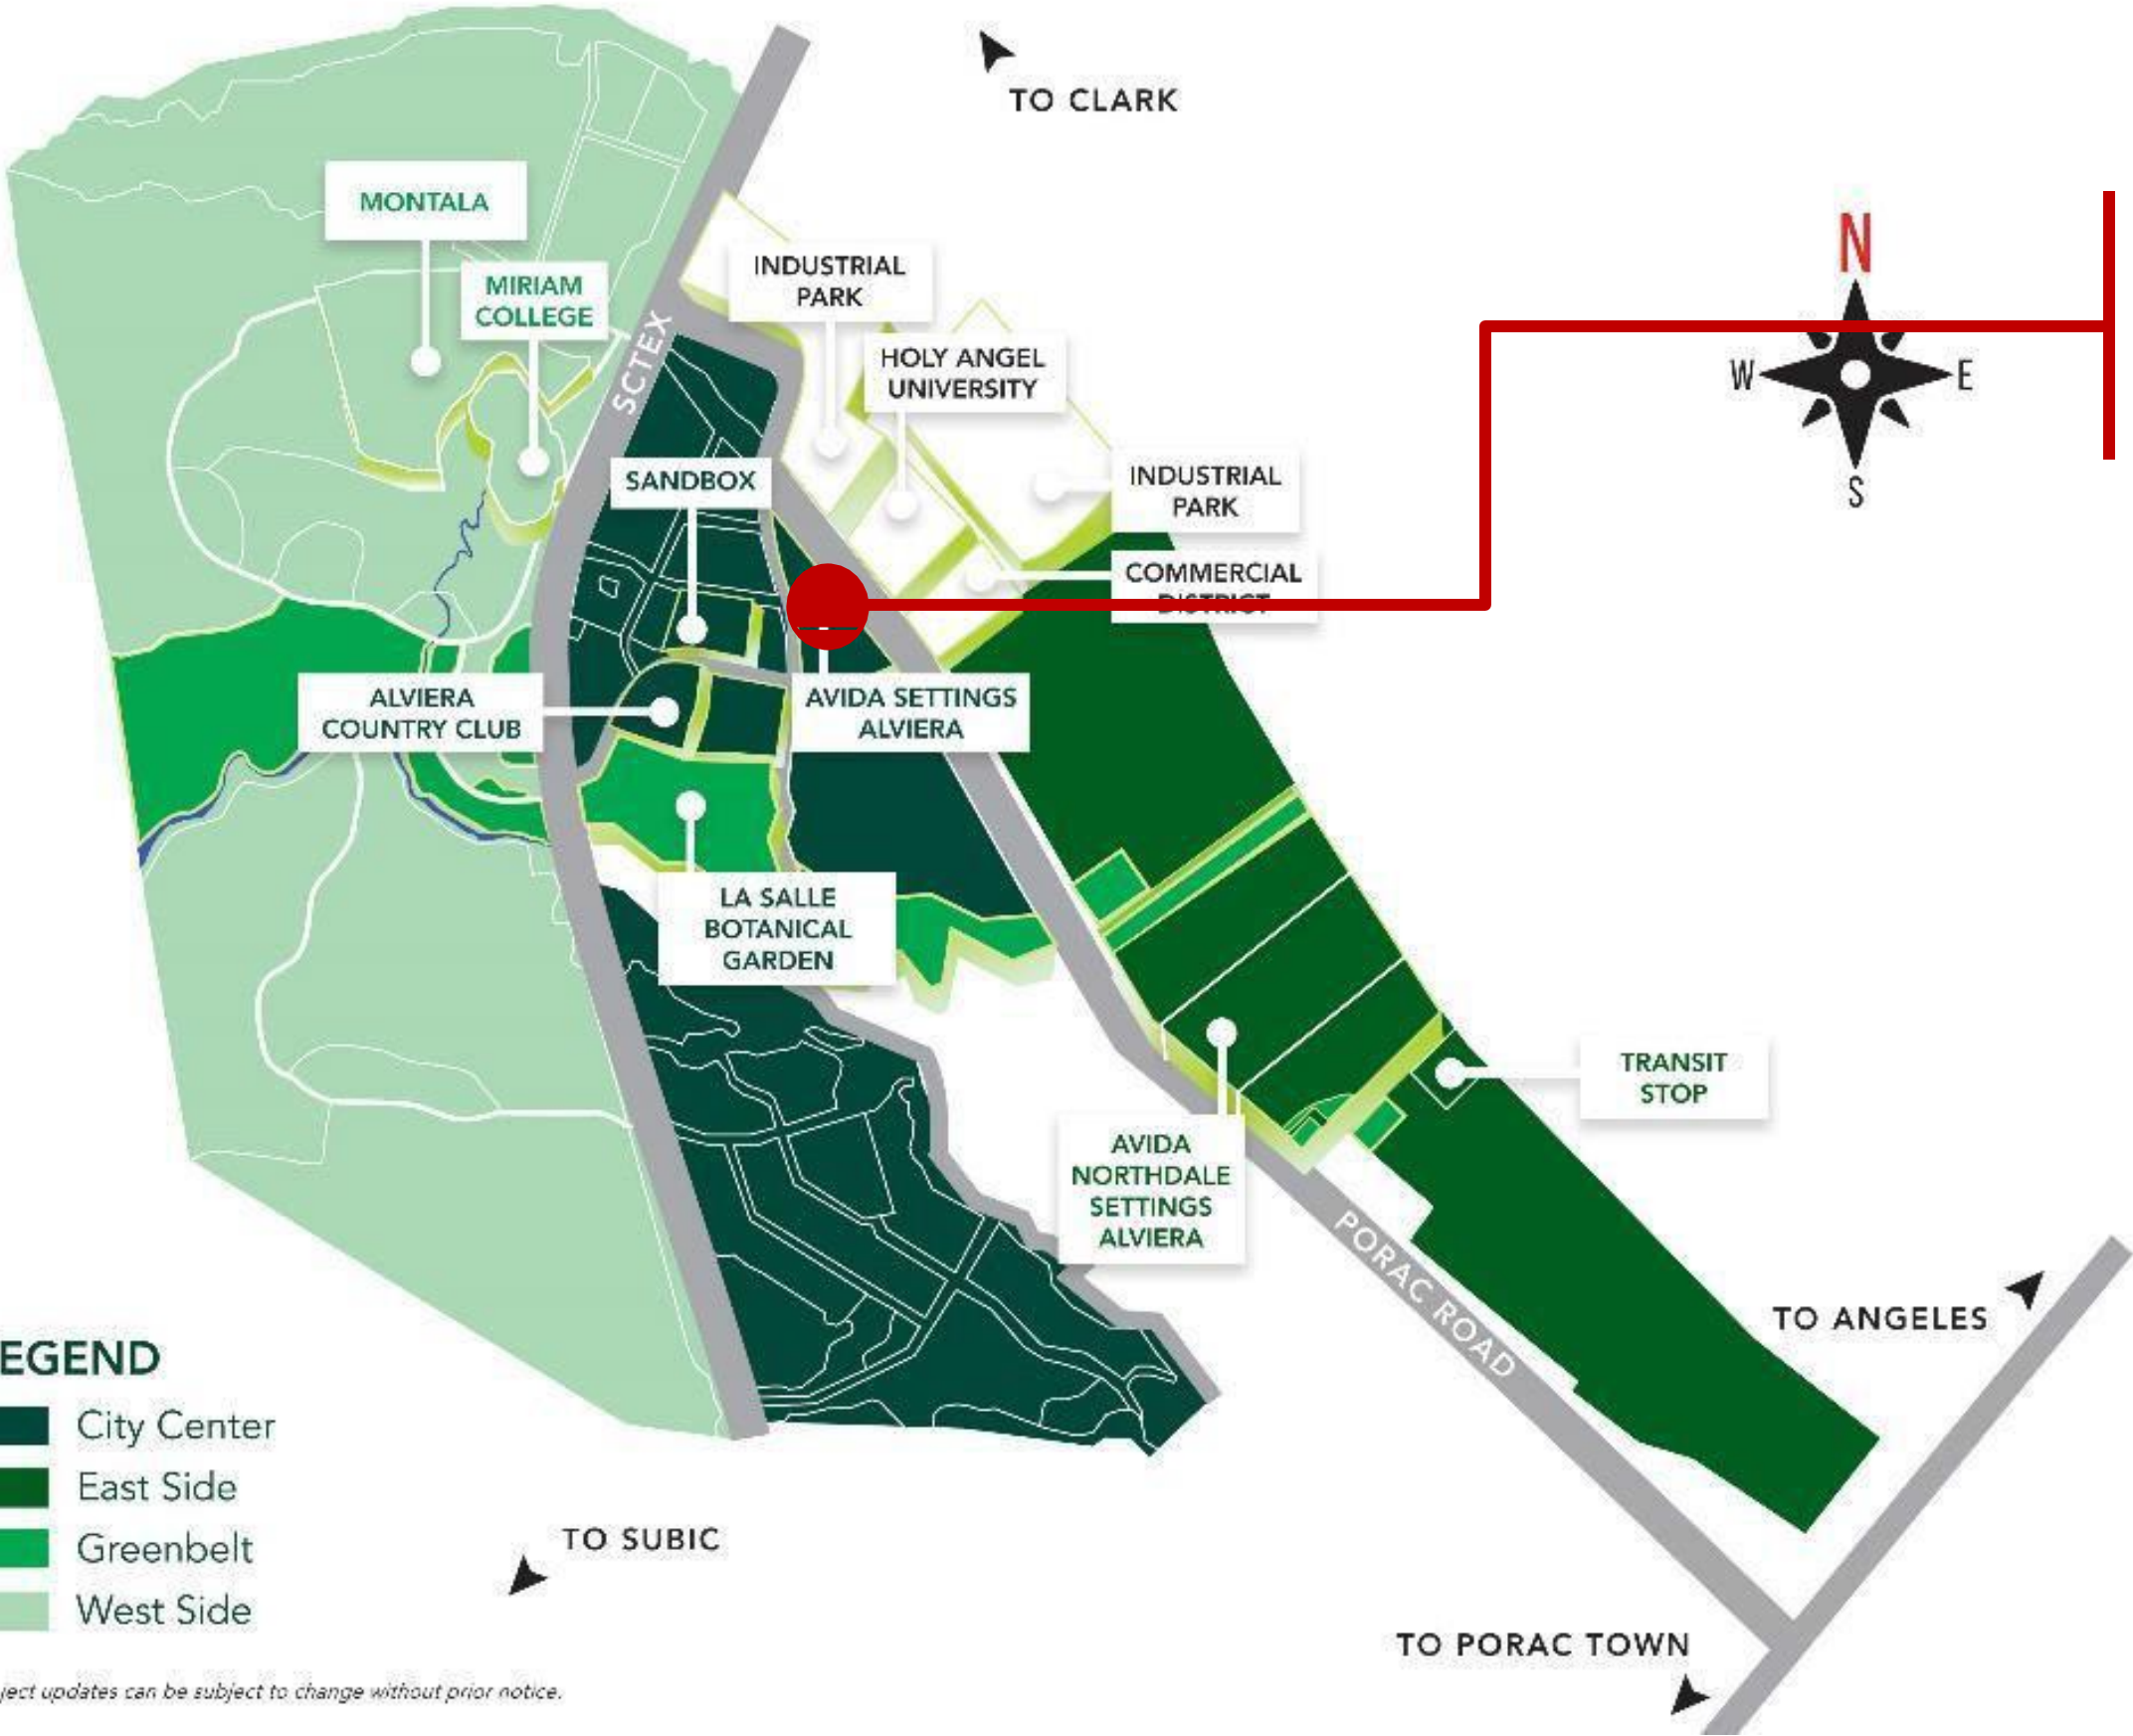 TO CLARK
N
W
E
S
MONTALA
MIRIAM
COLLEGE
INDUSTRIAL
PARK
HOLY ANGEL
UNIVERSITY
SCTEX
SANDBOX
INDUSTRIAL
PARK
COMMERCIAL
DISTRICT
ALVIERA
COUNTRY CLUB
AVIDA SETTINGS
ALVIERA
LA SALLE
BOTANICAL
GARDEN
TRANSIT
STOP
AVIDA
NORTHDALE
SETTINGS
ALVIERA
PORAC ROAD
TO ANGELES
EGEND
City Center
East Side
Greenbelt
West Side
TO SUBIC
TO PORAC TOWN
ject updates can be subject to change without prior notice.